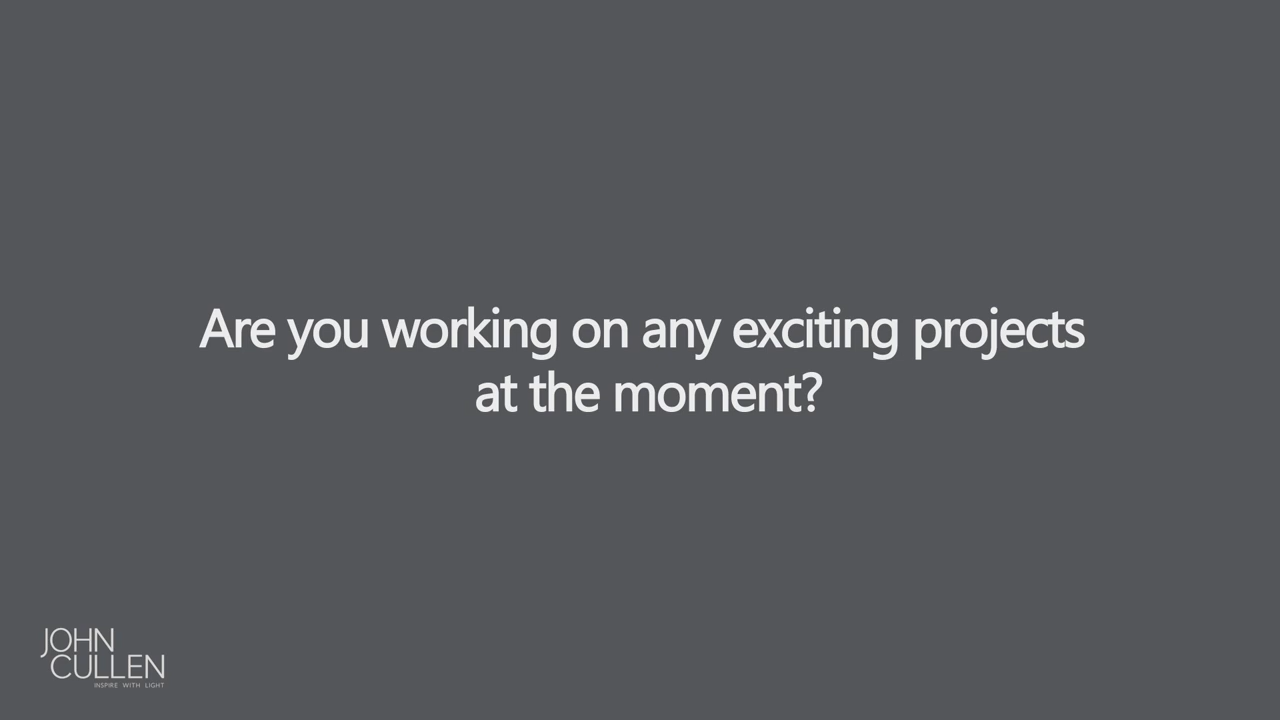 Are you working on any exciting projects
at the moment?
JOHN
CULLEN
INSPIRE WITH LIGHT